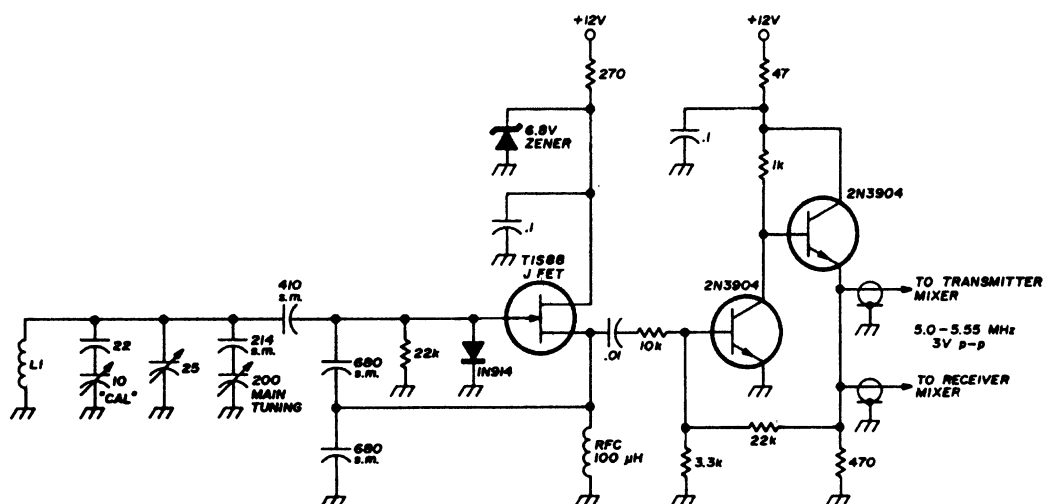 +12V
+12V
270
47
6.8V
ZENER
.1
1k
2N3904
.1
TIS88
J FET
2N3904
410
s.m.
TO TRANSMITTER
MIXER
5.0-5.55 MHz
3V p-p
TO RECEIVER
MIXER
L1
22
10
"CAL"
25
214
s.m.
200
MAIN
TUNING
680
s.m.
22k
1N914
.01
10k
680
s.m.
RFC
100 µH
3.3k
22k
470